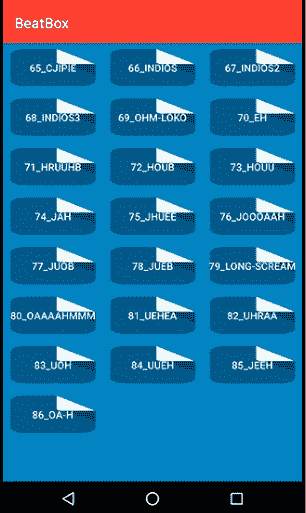 BeatBox
65_CJIPIE 66_INDIOS 67_INDIOS2
68_INDIOS3 69_OHM-LOKO 70_EH
71_HRUUHB 72_HOUB 73_HOUU
74_JAH 75_JHUEE 76_JOOOAAH
77_JUOB 78_JUEB 79_LONG-SCREAM
80_OAAAAHMMM 81_UEHEA 82_UHRAA
83_UOH 84_UUEH 85_JEEH
86_OA-H